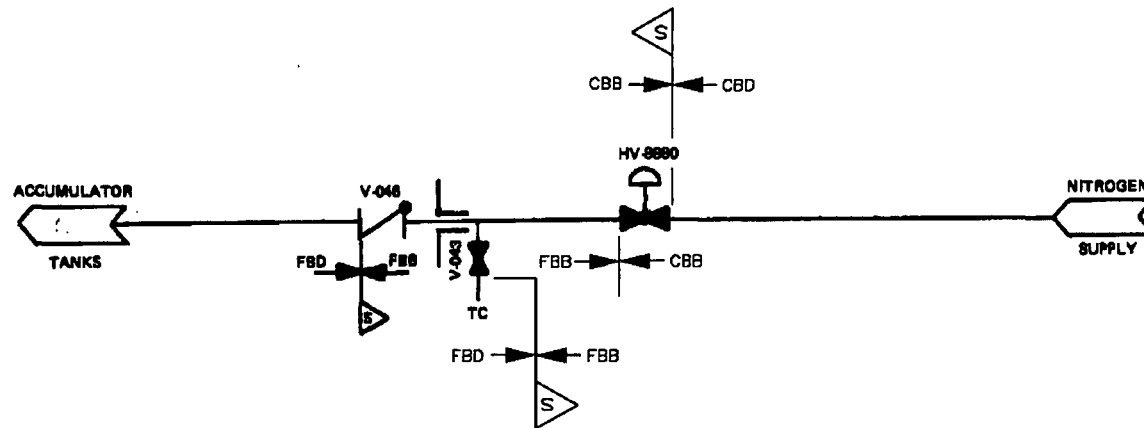 S
CBB CBD
HV-8880
ACCUMULATOR
TANKS
V-046
NITROGEN
SUPPLY
FBD FBB
V-043
FBB CBB
S
TC
FBD FBB
S